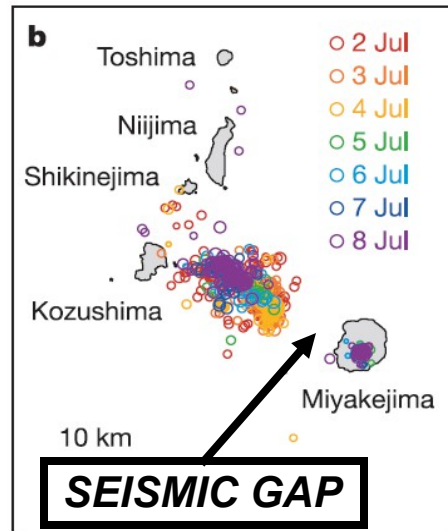 b
Toshima
2 Jul
3 Jul
Niijima
4 Jul
5 Jul
Shikinejima
6 Jul
7 Jul
8 Jul
Kozushima
Miyakejima
10 km
SEISMIC GAP